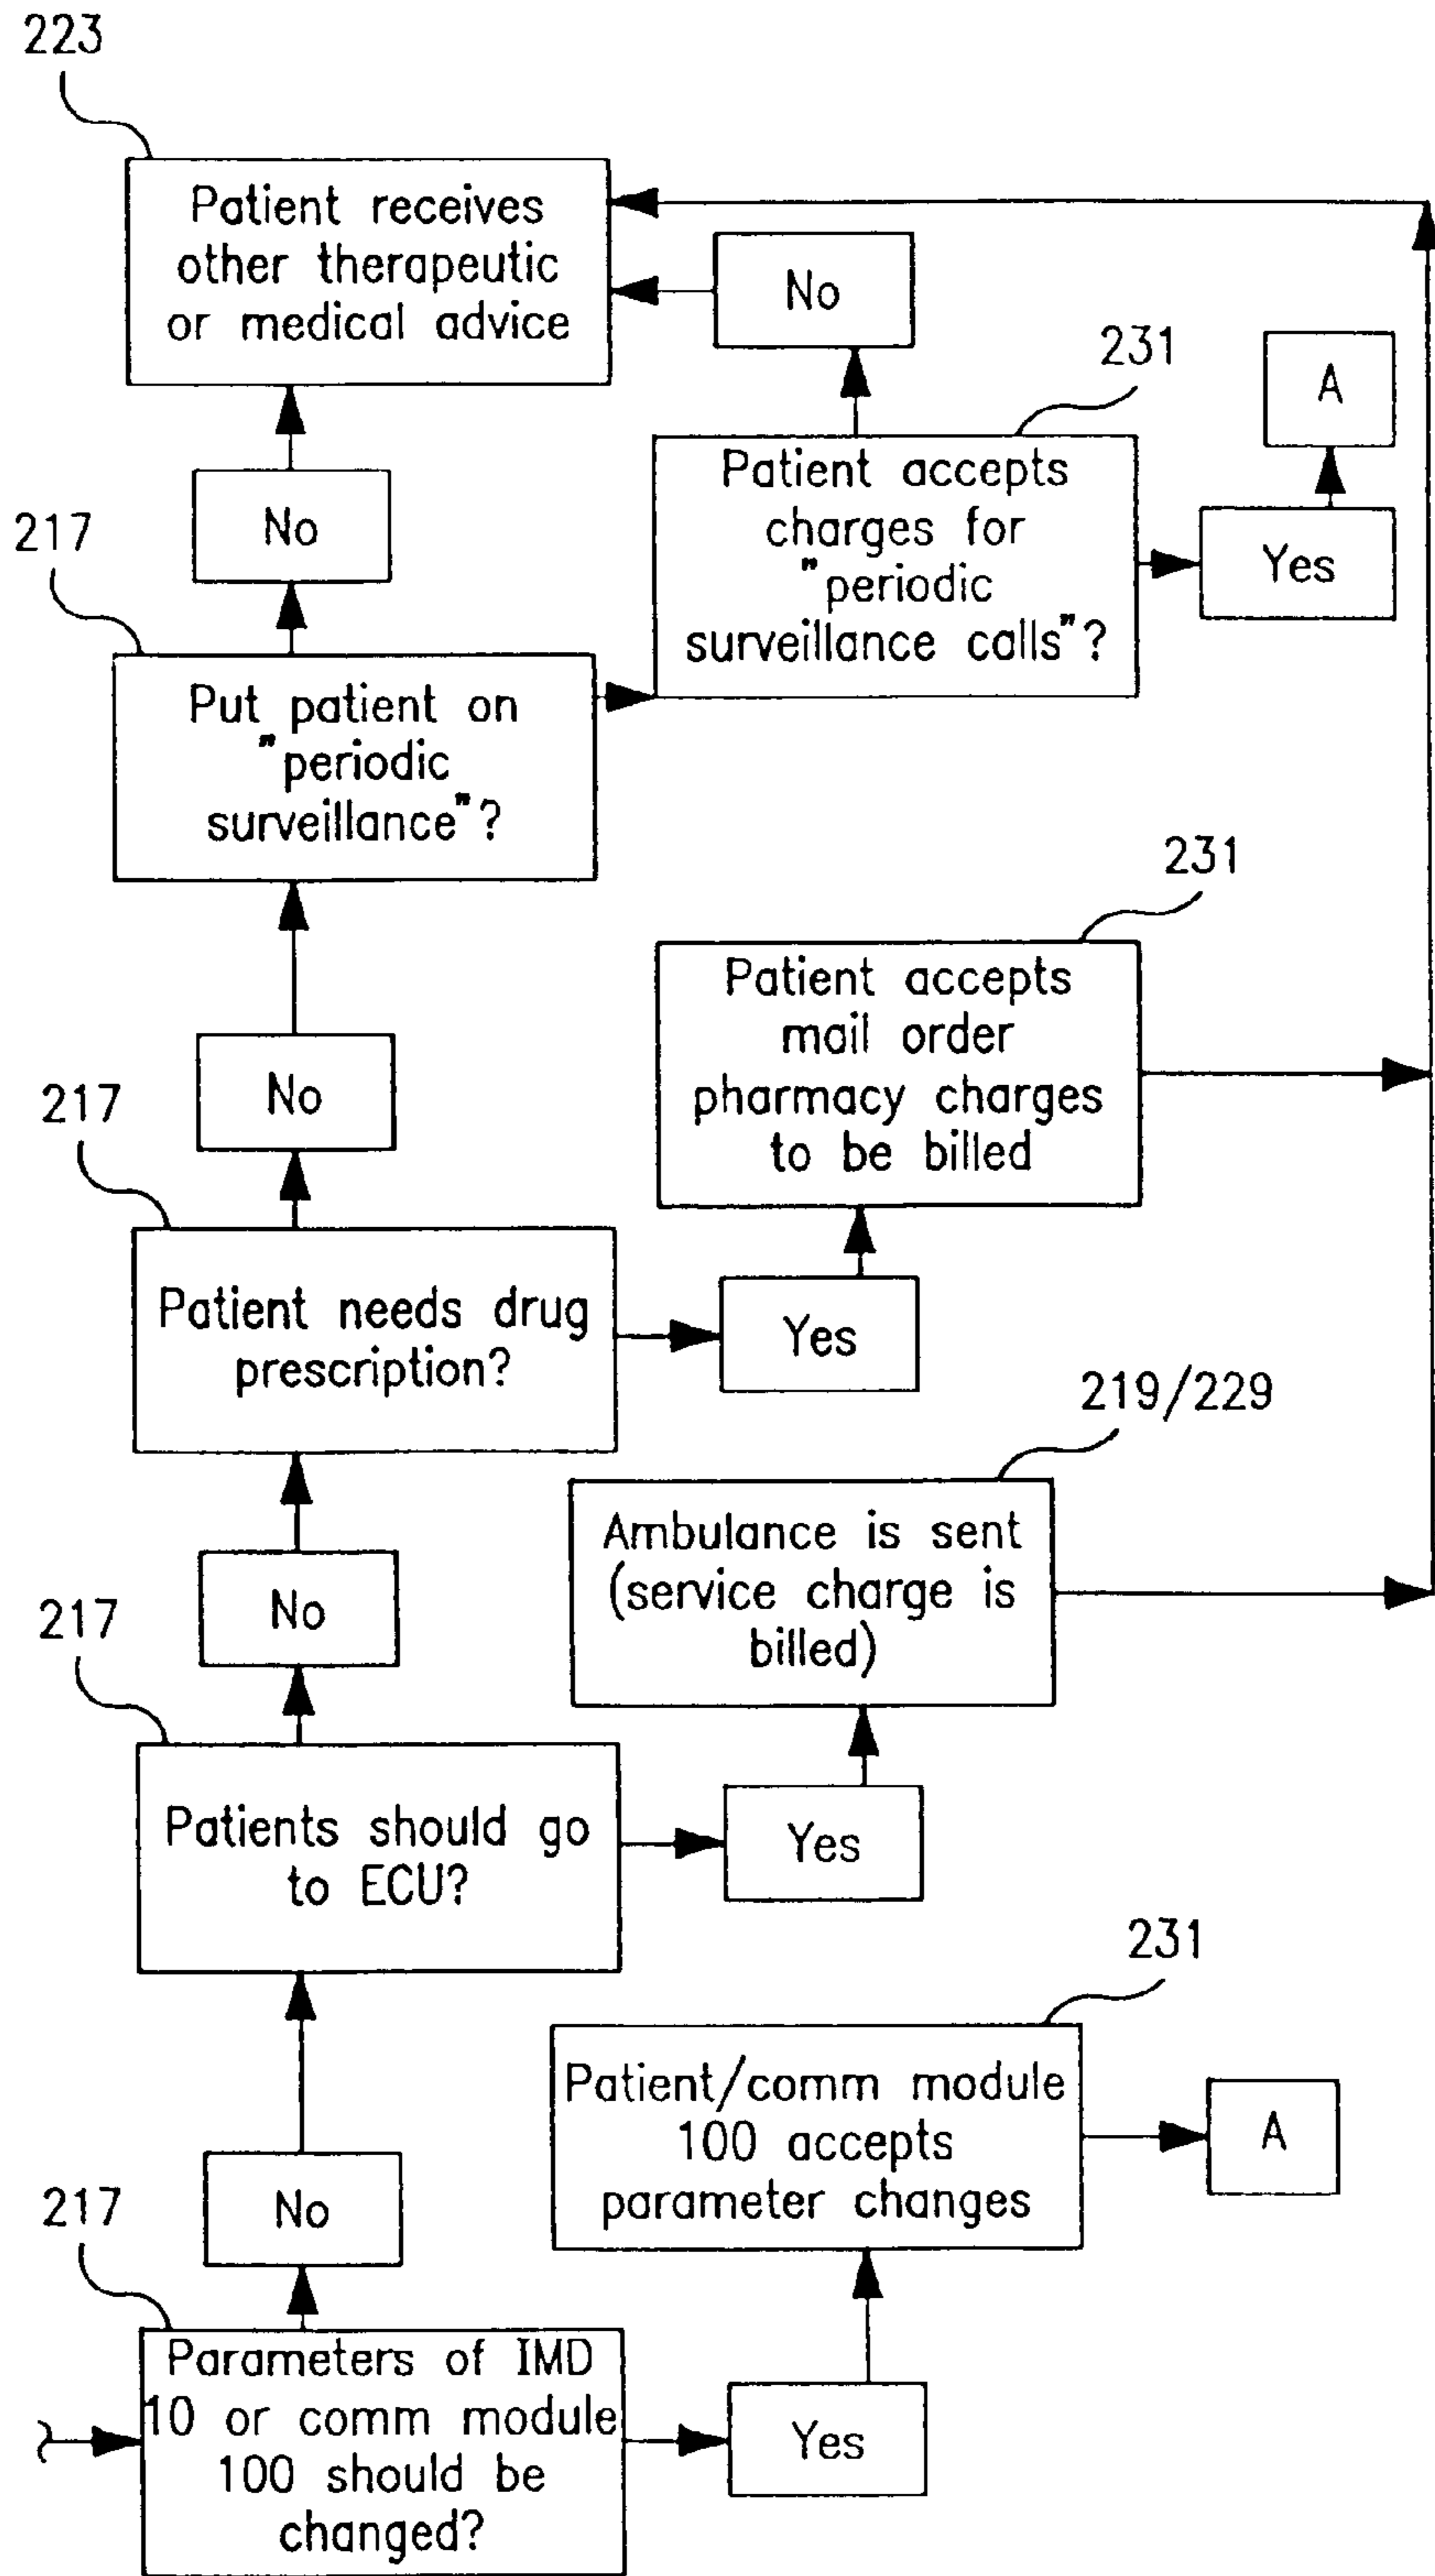 223
Patient receives
other therapeutic
or medical advice
No
231
A
Patient accepts
charges for
"periodic
surveillance calls"?
Yes
No
217
Put patient on
"periodic
surveillance"?
231
Patient accepts
mail order
pharmacy charges
to be billed
No
217
Patient needs drug
prescription?
Yes
219/229
Ambulance is sent
(service charge is
billed)
No
217
Patients should go
to ECU?
Yes
231
Patient/comm module
100 accepts
parameter changes
A
No
217
Parameters of IMD
10 or comm module
100 should be
changed?
Yes